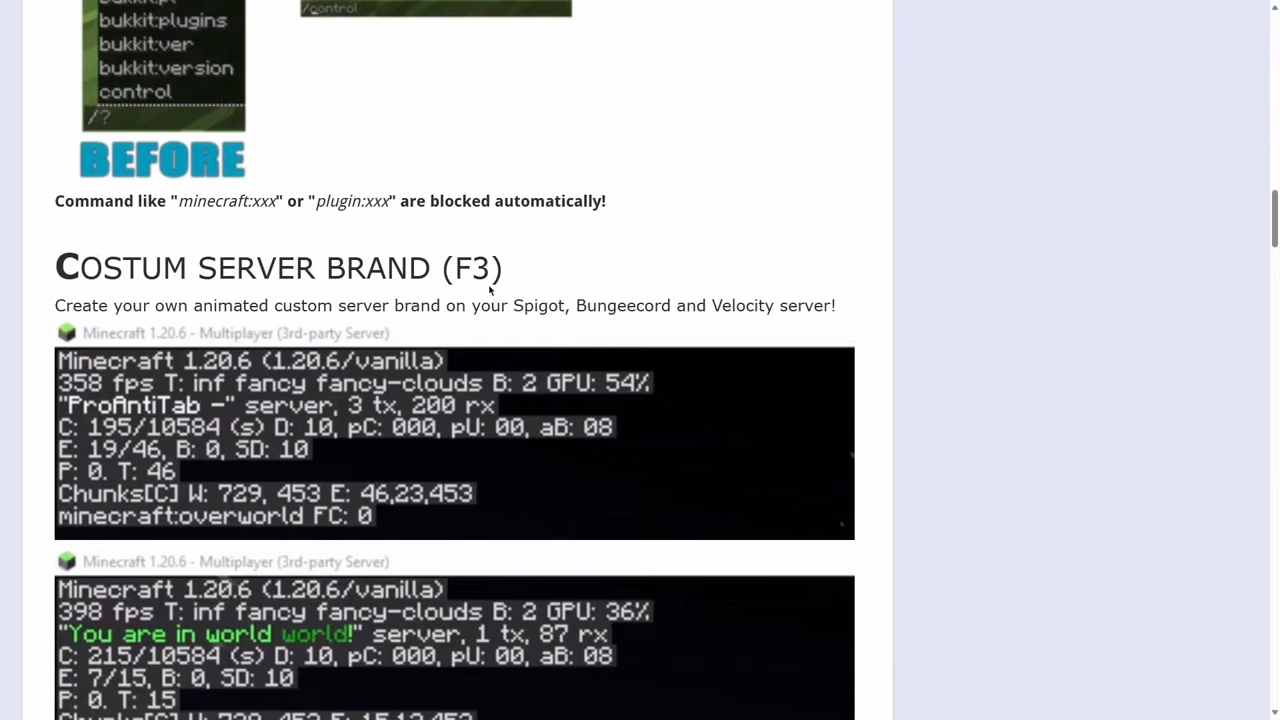 bukkit:plugins
bukkit:ver
bukkit:version
control
/?
/control
BEFORE
Command like "minecraft:xxx" or "plugin:xxx" are blocked automatically!
COSTUM SERVER BRAND (F3)
Create your own animated custom server brand on your Spigot, Bungeecord and Velocity server!
Minecraft 1.20.6 - Multiplayer (3rd-party Server)
Minecraft 1.20.6 (1.20.6/vanilla)
358 fps T: inf fancy fancy-clouds B: 2 GPU: 54%
"ProAntiTab -" server, 3 tx, 200 rx
C: 195/10584 (s) D: 10, pC: 000, pU: 00, aB: 08
E: 19/46, B: 0, SD: 10
P: 0. T: 46
Chunks[C] W: 729, 453 E: 46,23,453
minecraft:overworld FC: 0
Minecraft 1.20.6 - Multiplayer (3rd-party Server)
Minecraft 1.20.6 (1.20.6/vanilla)
398 fps T: inf fancy fancy-clouds B: 2 GPU: 36%
"You are in world world!" server, 1 tx, 87 rx
C: 215/10584 (s) D: 10, pC: 000, pU: 00, aB: 08
E: 7/15, B: 0, SD: 10
P: 0. T: 15